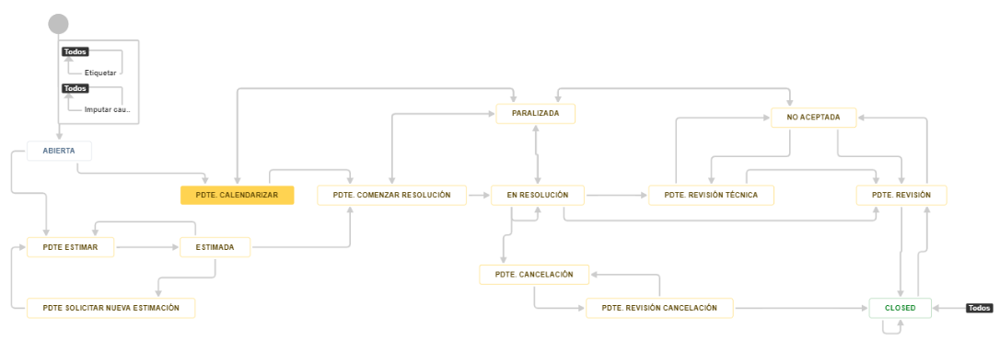 Todos
Etiquetar
Todos
Imputar cau..
PARALIZADA
NO ACEPTADA
ABIERTA
PDTE. CALENDARIZAR
PDTE. COMENZAR RESOLUCIÓN
EN RESOLUCIÓN
PDTE. REVISIÓN TÉCNICA
PDTE. REVISIÓN
PDTE ESTIMAR
ESTIMADA
PDTE. CANCELACIÓN
PDTE SOLICITAR NUEVA ESTIMACIÓN
PDTE. REVISIÓN CANCELACIÓN
CLOSED
Todos